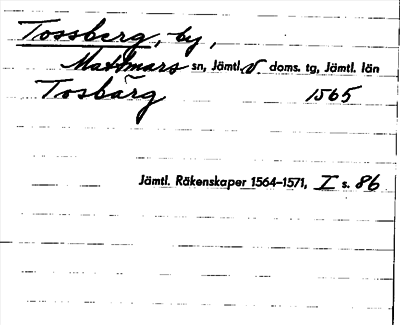 Tossberg, by,
Mattmars sn, Jämtl. V. doms. tg, Jämtl. län
Tosbärg 1565
Jämtl. Räkenskaper 1564–1571, I s. 86